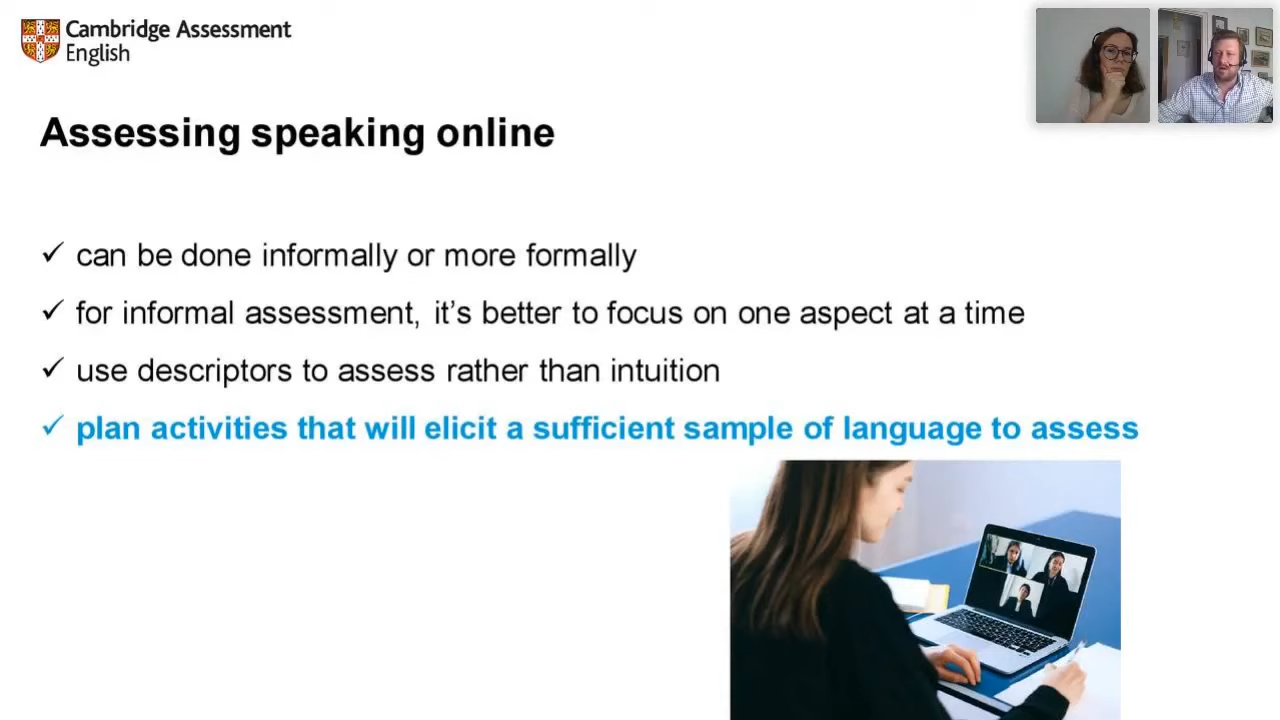 Cambridge Assessment
English
Assessing speaking online
✓ can be done informally or more formally
✓ for informal assessment, it's better to focus on one aspect at a time
✓ use descriptors to assess rather than intuition
✓ plan activities that will elicit a sufficient sample of language to assess